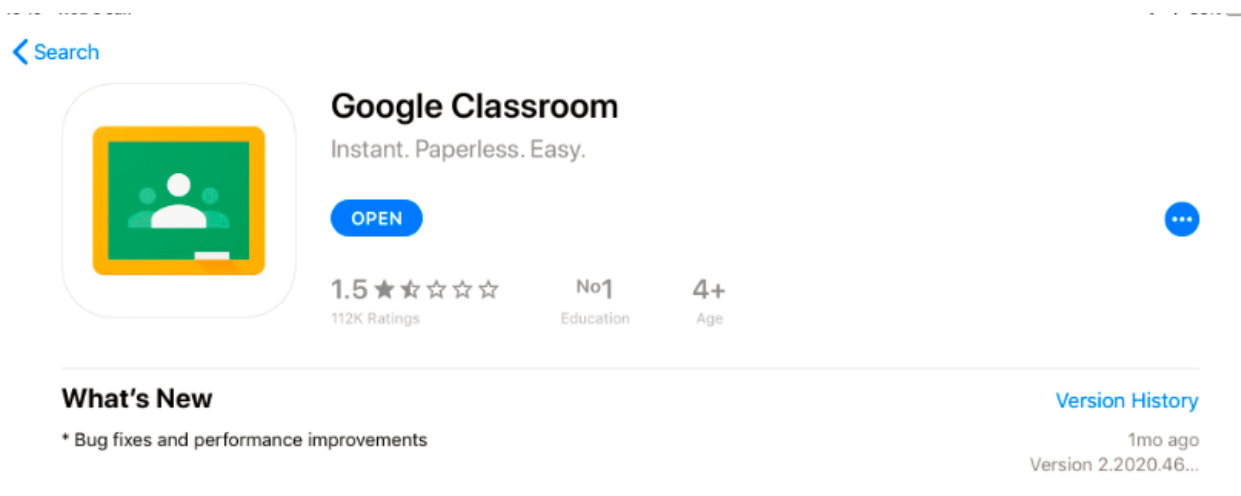 Search
Google Classroom
Instant. Paperless. Easy.
OPEN
1.5
No1
4+
112K Ratings
Education
Age
What's New
Version History
* Bug fixes and performance improvements
1mo ago
Version 2.2020.46...